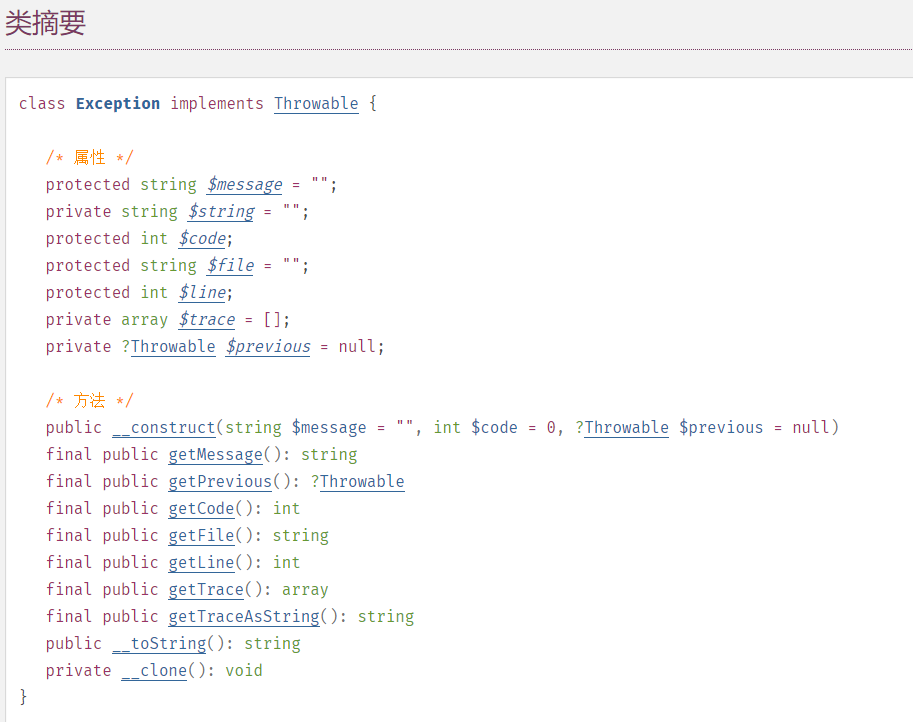 类摘要
class Exception implements Throwable {
/* 属性 */
protected string $message = "";
private string $string = "";
protected int $code;
protected string $file = "";
protected int $line;
private array $trace = [];
private ?Throwable $previous = null;
/* 方法 */
public __construct(string $message = "", int $code = 0, ?Throwable $previous = null)
final public getMessage(): string
final public getPrevious(): ?Throwable
final public getCode(): int
final public getFile(): string
final public getLine(): int
final public getTrace(): array
final public getTraceAsString(): string
public __toString(): string
private __clone(): void
}